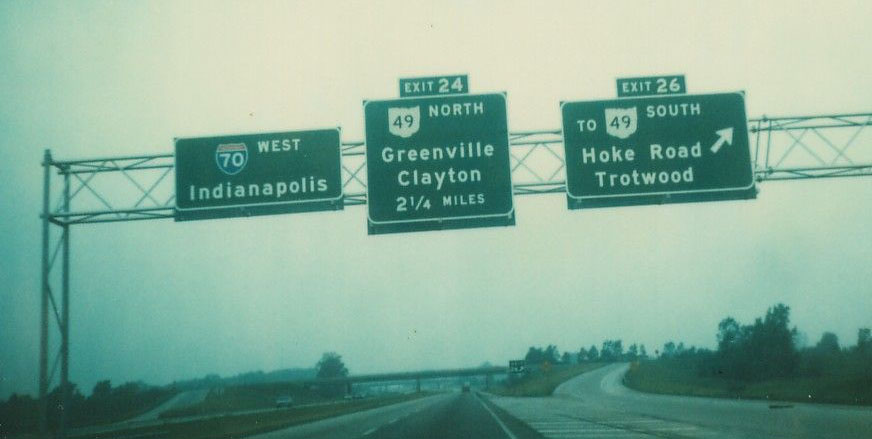 70 WEST
Indianapolis
EXIT 24
49 NORTH
Greenville
Clayton
2 1/4 MILES
EXIT 26
TO 49 SOUTH
Hoke Road
Trotwood